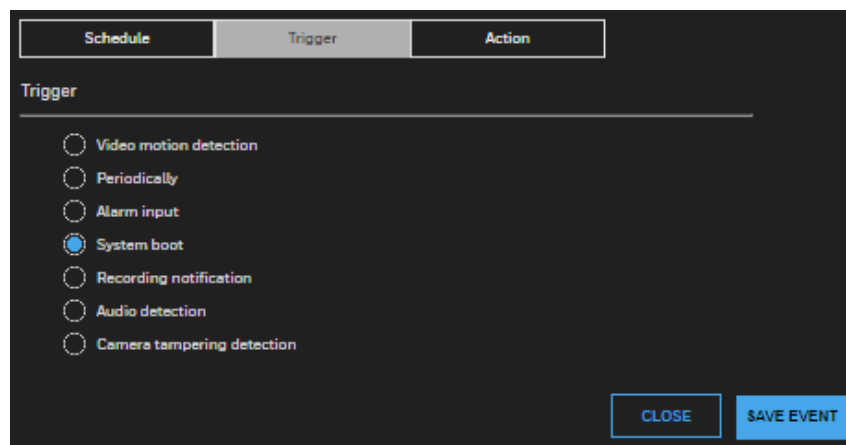 Schedule Trigger Action
Trigger
Video motion detection
Periodically
Alarm input
System boot
Recording notification
Audio detection
Camera tampering detection
CLOSE SAVE EVENT